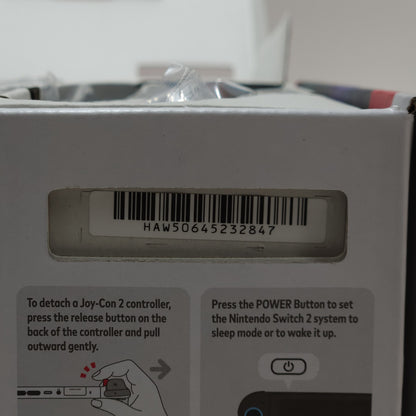 HAW50645232847
To detach a Joy-Con 2 controller,
press the release button on the
back of the controller and pull
outward gently.
Press the POWER Button to set
the Nintendo Switch 2 system to
sleep mode or to wake it up.